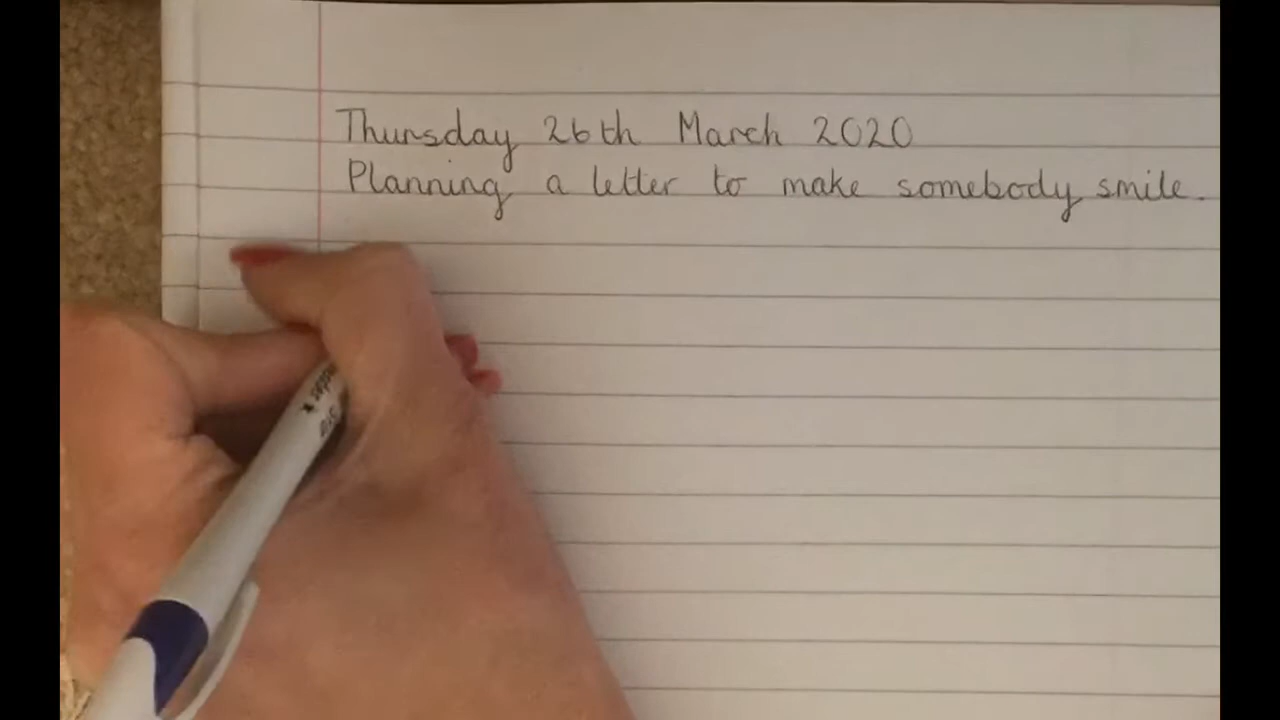 Thursday 26th March 2020
Planning a letter to make somebody smile.